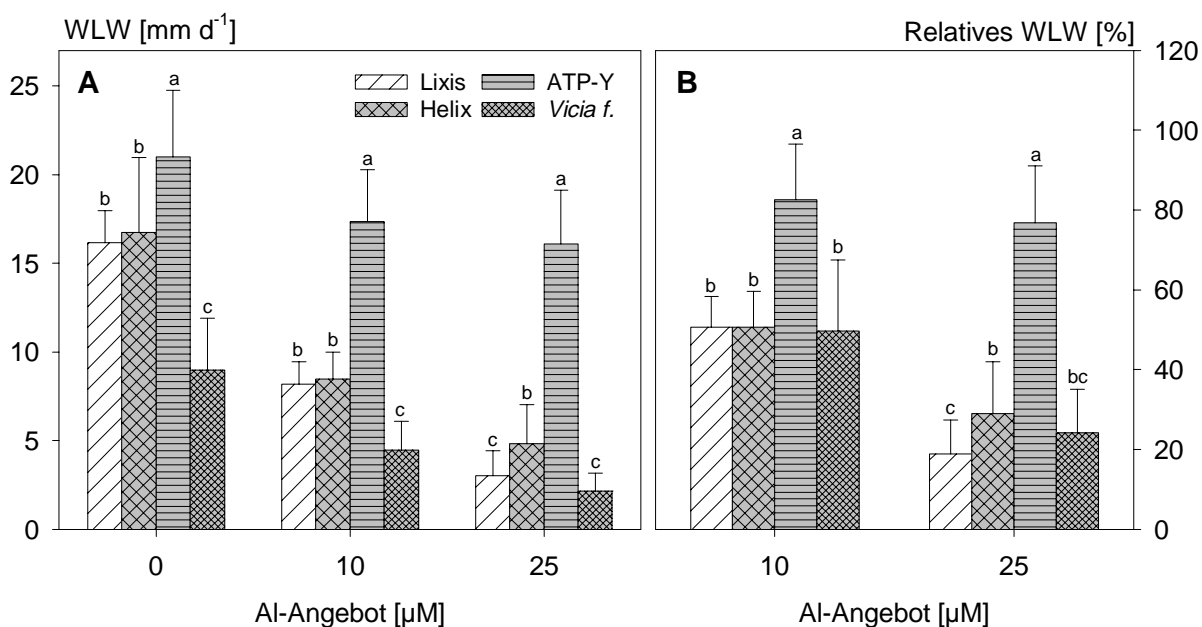 WLW [mm d-1]
Relatives WLW [%]
A
Lixis
ATP-Y
Helix
Vicia f.
B
25
20
15
10
5
0
120
100
80
60
40
20
0
b b a c
b b a c
c b a c
b b a b
c b a bc
0 10 25
10 25
Al-Angebot [µM]
Al-Angebot [µM]